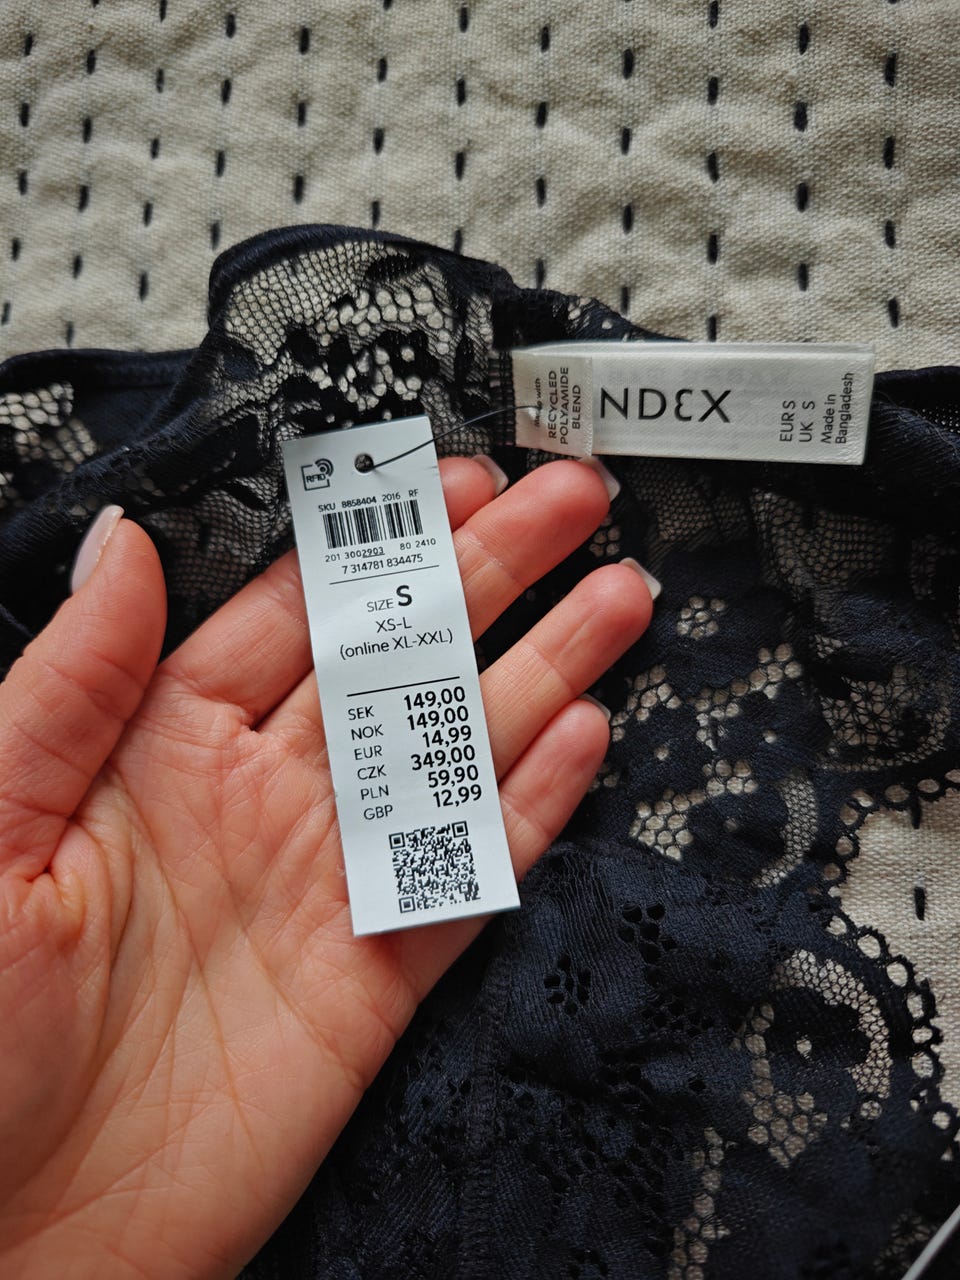 RFID
SKU 8858404 2016 RF
201 3002903 80 2410
7 314781 834475
SIZE S
XS-L
(online XL-XXL)
SEK 149,00
NOK 149,00
EUR 14,99
CZK 349,00
PLN 59,90
GBP 12,99
RECYCLED
POLYAMIDE
BLEND
NDEX
EUR S
UK S
Made in
Bangladesh